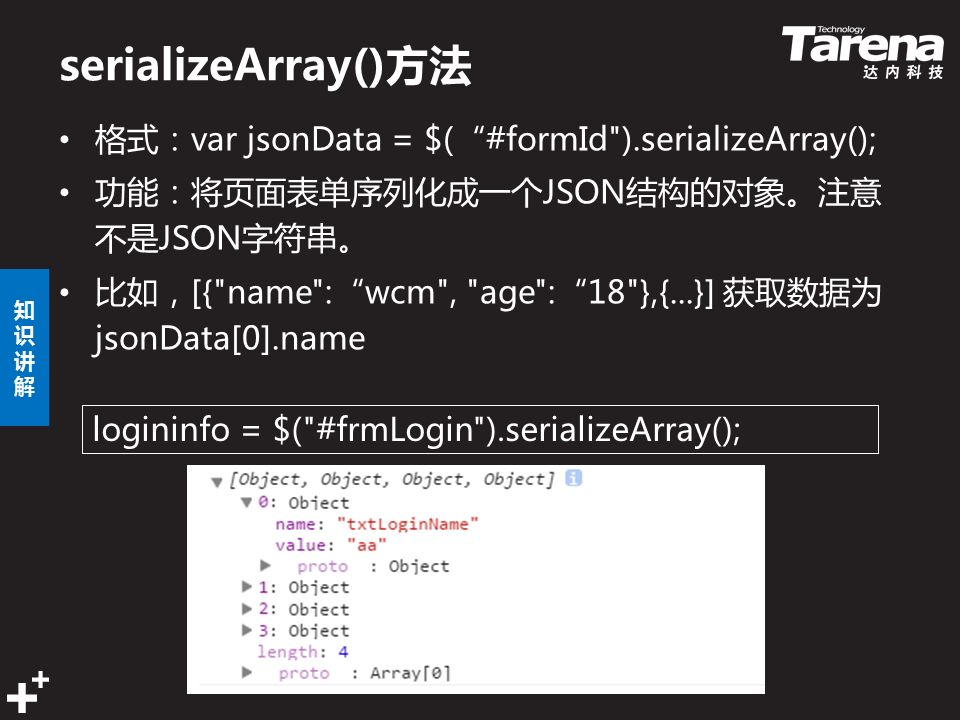 serializeArray()方法
Technology
Tarena
达内科技
• 格式：var jsonData = $(“#formId").serializeArray();
• 功能：将页面表单序列化成一个JSON结构的对象。注意
不是JSON字符串。
• 比如，[{"name":“wcm", "age":“18"},{…}] 获取数据为
jsonData[0].name
知识讲解
logininfo = $("#frmLogin").serializeArray();
▼[Object, Object, Object, Object] i
▼0: Object
name: "txtLoginName"
value: "aa"
▶ proto : Object
▶1: Object
▶2: Object
▶3: Object
length: 4
▶ proto : Array[0]